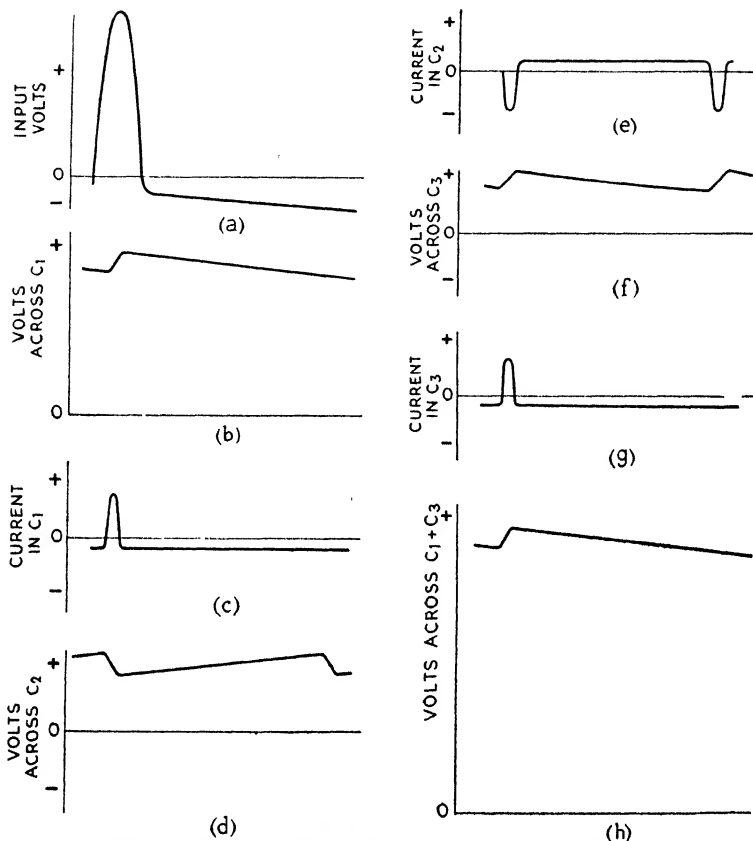 INPUT
VOLTS
+
0
−
(a)
VOLTS
ACROSS C1
+
0
(b)
CURRENT
IN C1
+
0
−
(c)
VOLTS
ACROSS C2
+
0
−
(d)
CURRENT
IN C2
+
0
−
(e)
VOLTS
ACROSS C3
+
0
−
(f)
CURRENT
IN C3
+
0
−
(g)
VOLTS ACROSS C1+C3
+
0
(h)